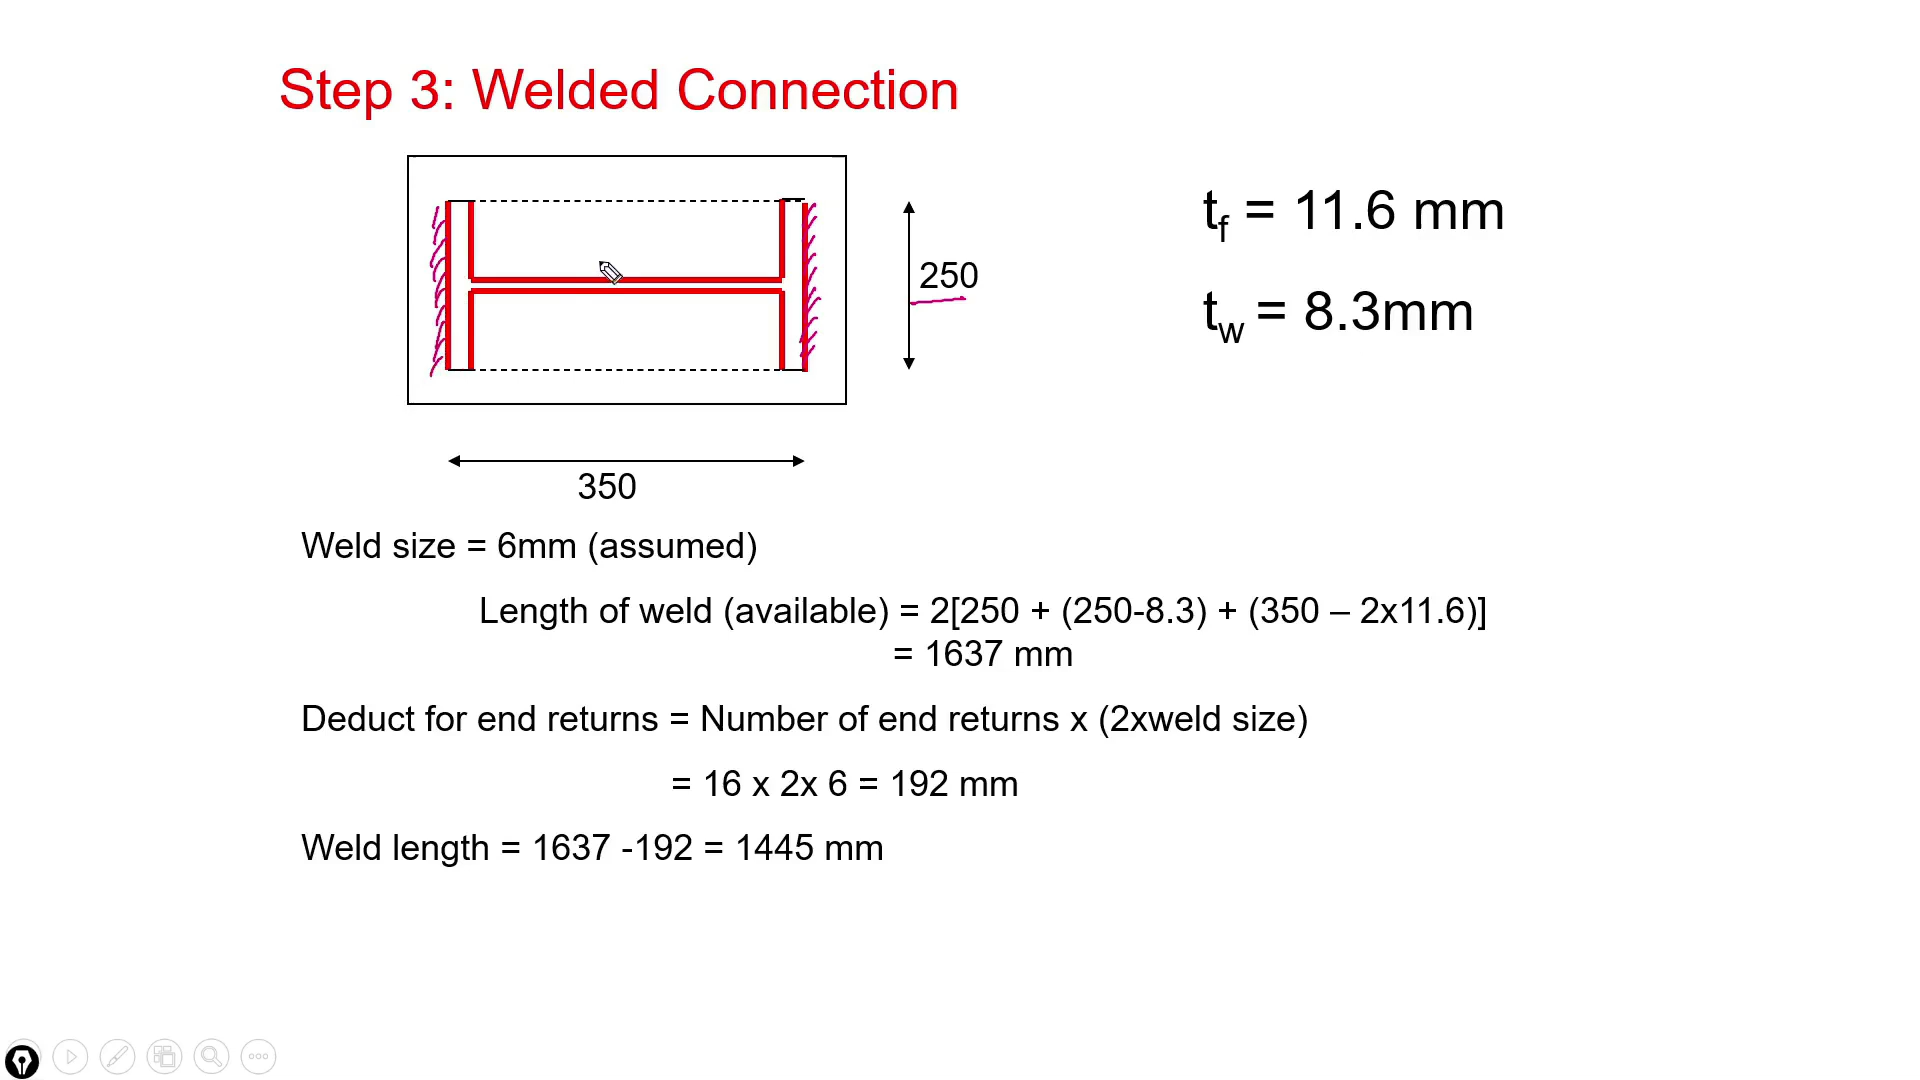 Step 3: Welded Connection
t_f = 11.6 mm
250
t_w = 8.3mm
350
Weld size = 6mm (assumed)
Length of weld (available) = 2[250 + (250-8.3) + (350 – 2x11.6)]
= 1637 mm
Deduct for end returns = Number of end returns x (2xweld size)
= 16 x 2x 6 = 192 mm
Weld length = 1637 -192 = 1445 mm